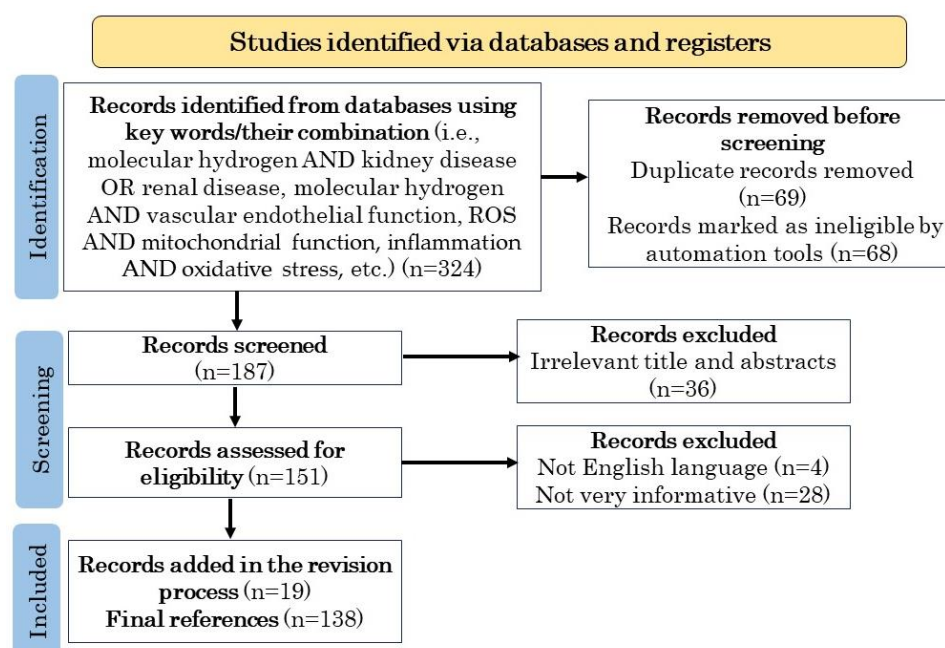 Studies identified via databases and registers
Identification
Records identified from databases using
key words/their combination (i.e.,
molecular hydrogen AND kidney disease
OR renal disease, molecular hydrogen
AND vascular endothelial function, ROS
AND mitochondrial function, inflammation
AND oxidative stress, etc.) (n=324)
Records removed before
screening
Duplicate records removed
(n=69)
Records marked as ineligible by
automation tools (n=68)
Screening
Records screened
(n=187)
Records excluded
Irrelevant title and abstracts
(n=36)
Records assessed for
eligibility (n=151)
Records excluded
Not English language (n=4)
Not very informative (n=28)
Included
Records added in the revision
process (n=19)
Final references (n=138)